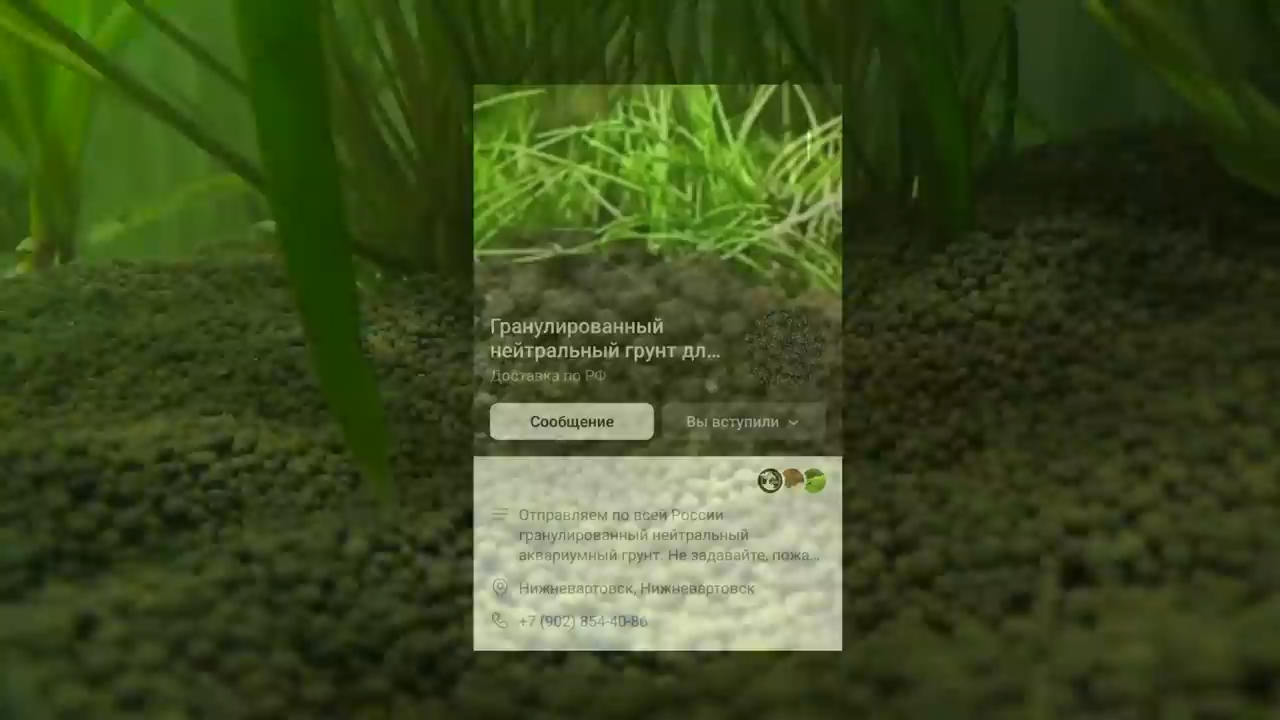 Гранулированный
нейтральный грунт дл...
Доставка по РФ
Сообщение
Вы вступили
Отправляем по всей России
гранулированный нейтральный
аквариумный грунт. Не задавайте, пожа...
Нижневартовск, Нижневартовск
+7 (902) 854-40-86